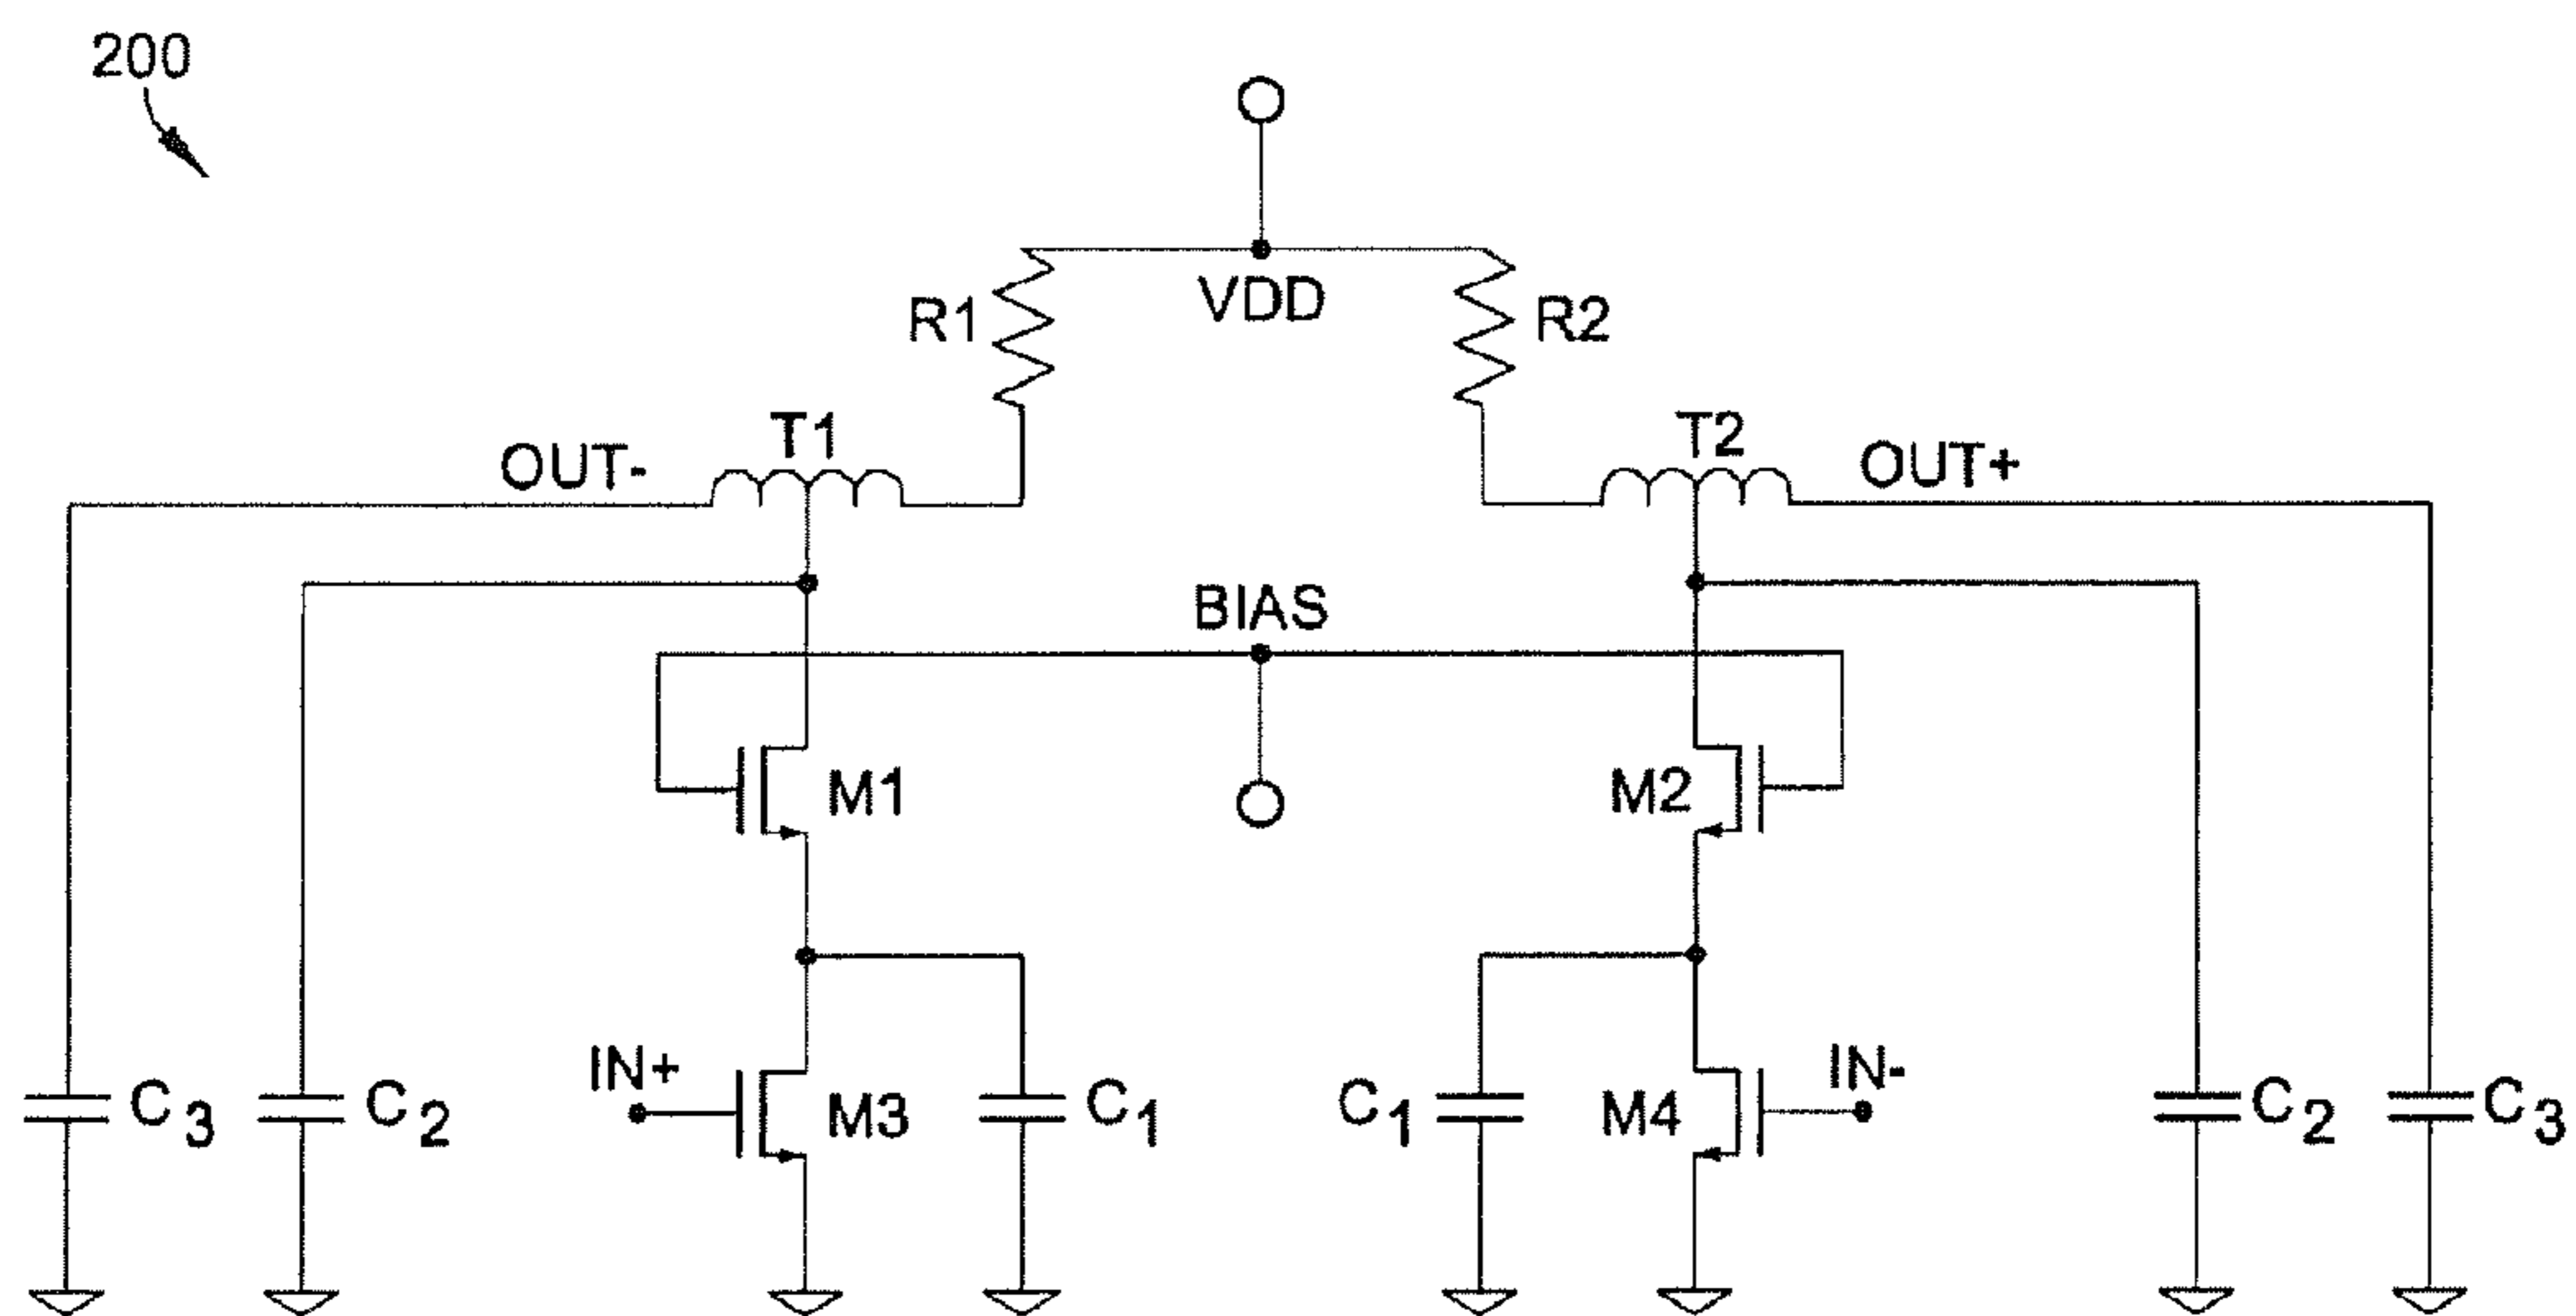 200
VDD
R1
R2
T1
T2
OUT-
OUT+
BIAS
M1
M2
IN+
IN-
C3
C2
M3
C1
C1
M4
C2
C3